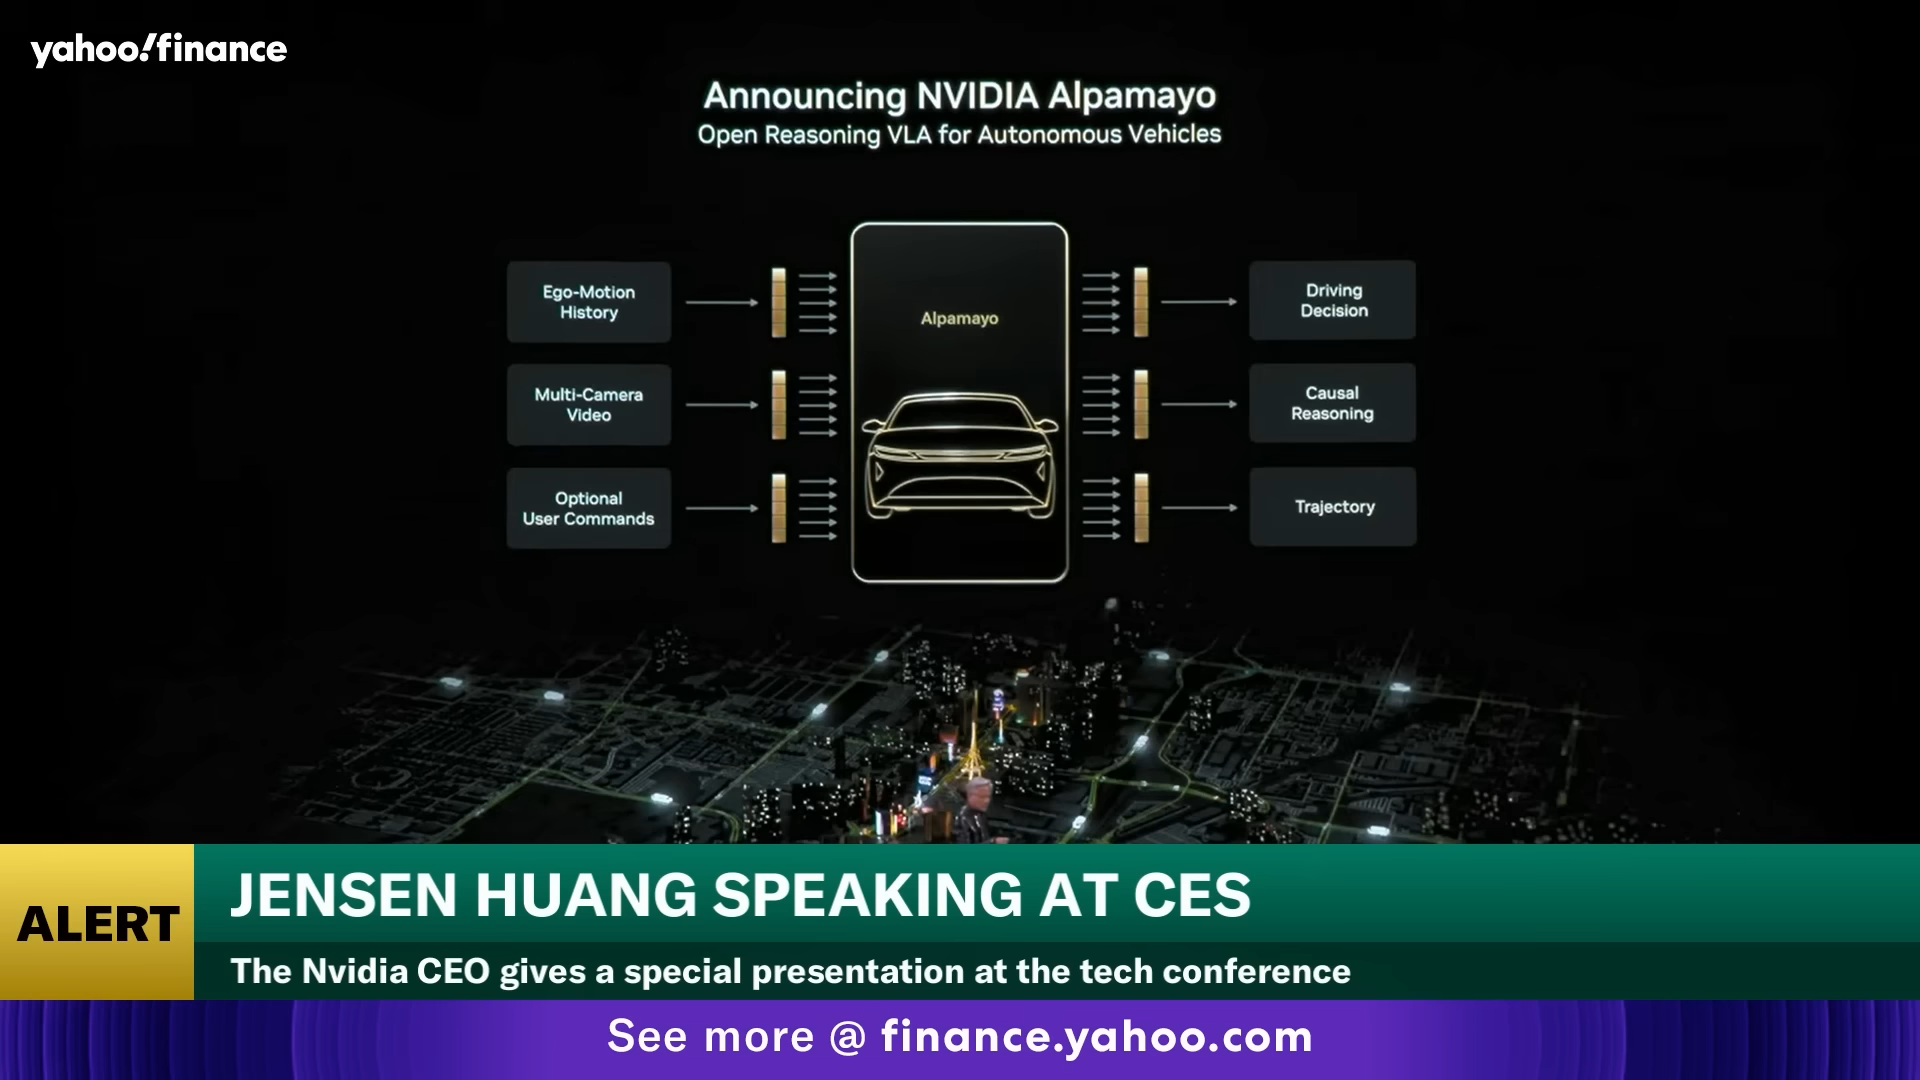 yahoo!finance
Announcing NVIDIA Alpamayo
Open Reasoning VLA for Autonomous Vehicles
Ego-Motion
History
Multi-Camera
Video
Optional
User Commands
Alpamayo
Driving
Decision
Causal
Reasoning
Trajectory
ALERT
JENSEN HUANG SPEAKING AT CES
The Nvidia CEO gives a special presentation at the tech conference
See more @ finance.yahoo.com